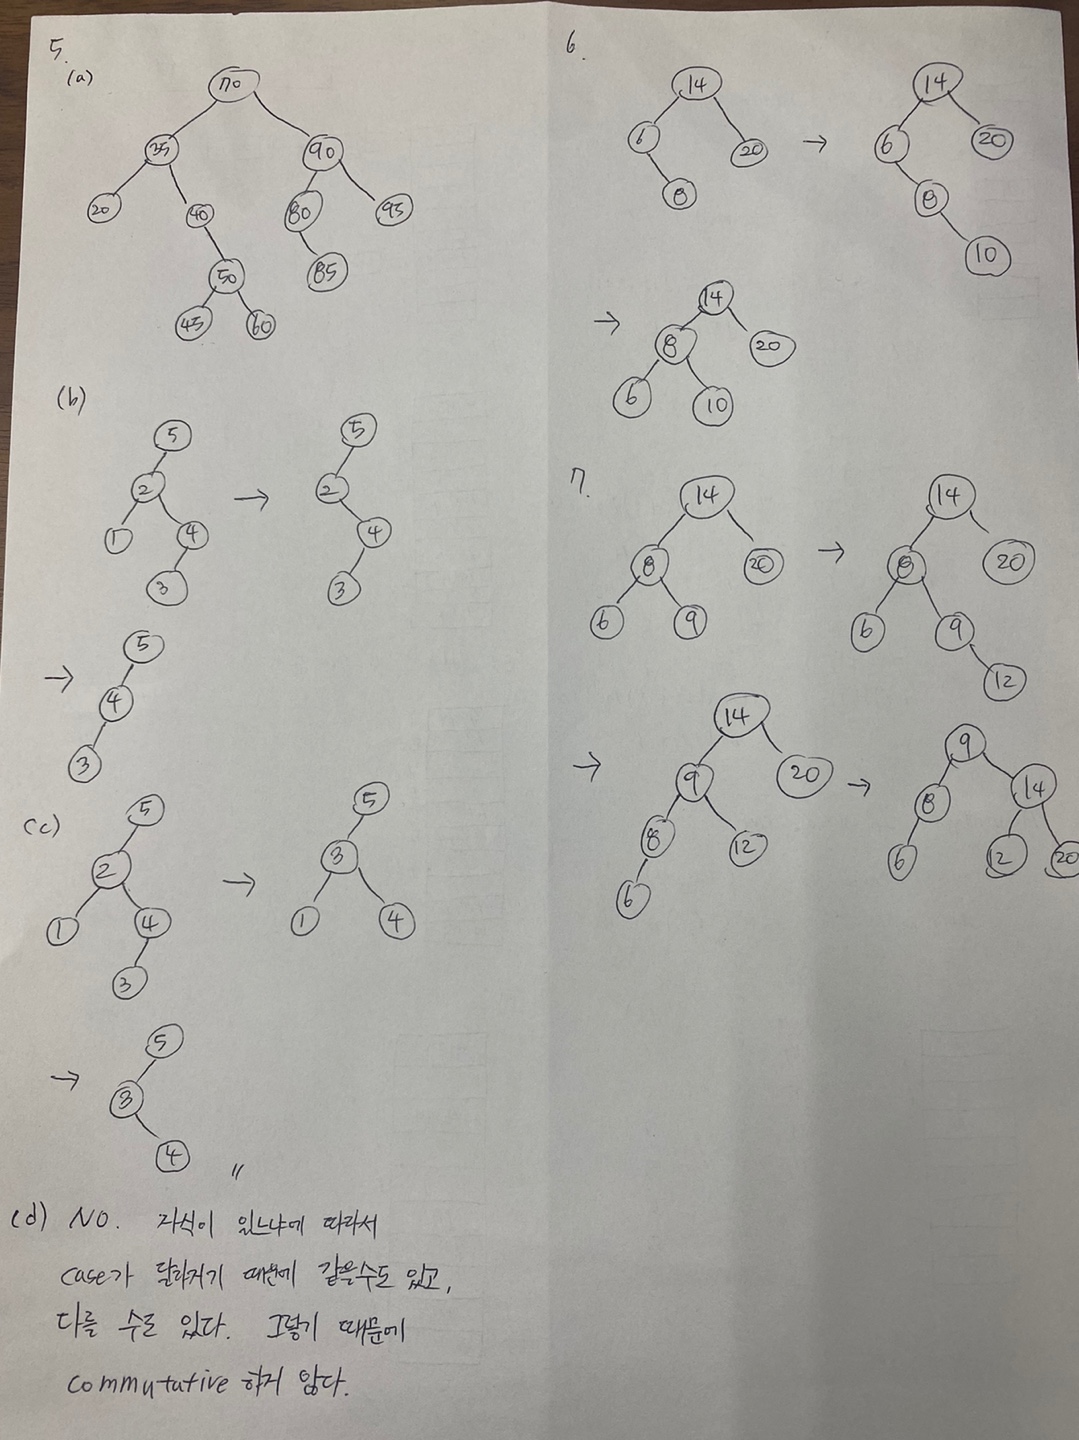 5.
(a)
70
35 90
20 40 80 95
50 85
45 60
(b)
5 5
2 → 2
1 4 4
3 3
→ 5
4
3
(c)
5 5
2 → 3
1 4 1 4
3
→ 5
3
4 〃
(d) NO. 자식이 있느냐에 따라서
case가 달라지기 때문에 같을수도 있고,
다를 수도 있다. 그렇기 때문에
commutative 하지 않다.
6.
14 14
6 20 → 6 20
8 8
10
→ 14
8 20
6 10
7.
14 14
8 20 → 8 20
6 9 6 9
12
→ 14 → 9
9 20 8 14
8 12 6 12 20
6